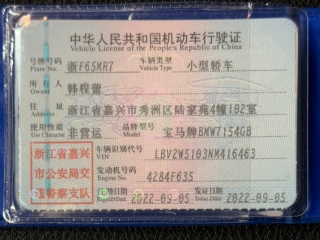 中华人民共和国机动车行驶证
Vehicle License of the People's Republic of China
号牌号码 浙F65MR7 车辆类型 小型轿车
Plate No. Vehicle Type
所有人 韩程蕾
Owner
住址 浙江省嘉兴市秀洲区陆家苑4幢102室
Address
使用性质 非营运 品牌型号 宝马牌BMW7154GB
Use Character Model
浙江省嘉兴 车辆识别代号 LBV2W5103NM416463
市公安局交 VIN
通警察支队 发动机号码 4284F635
Engine No.
注册日期 2022-09-05 发证日期 2022-09-05
Register Date Issue Date